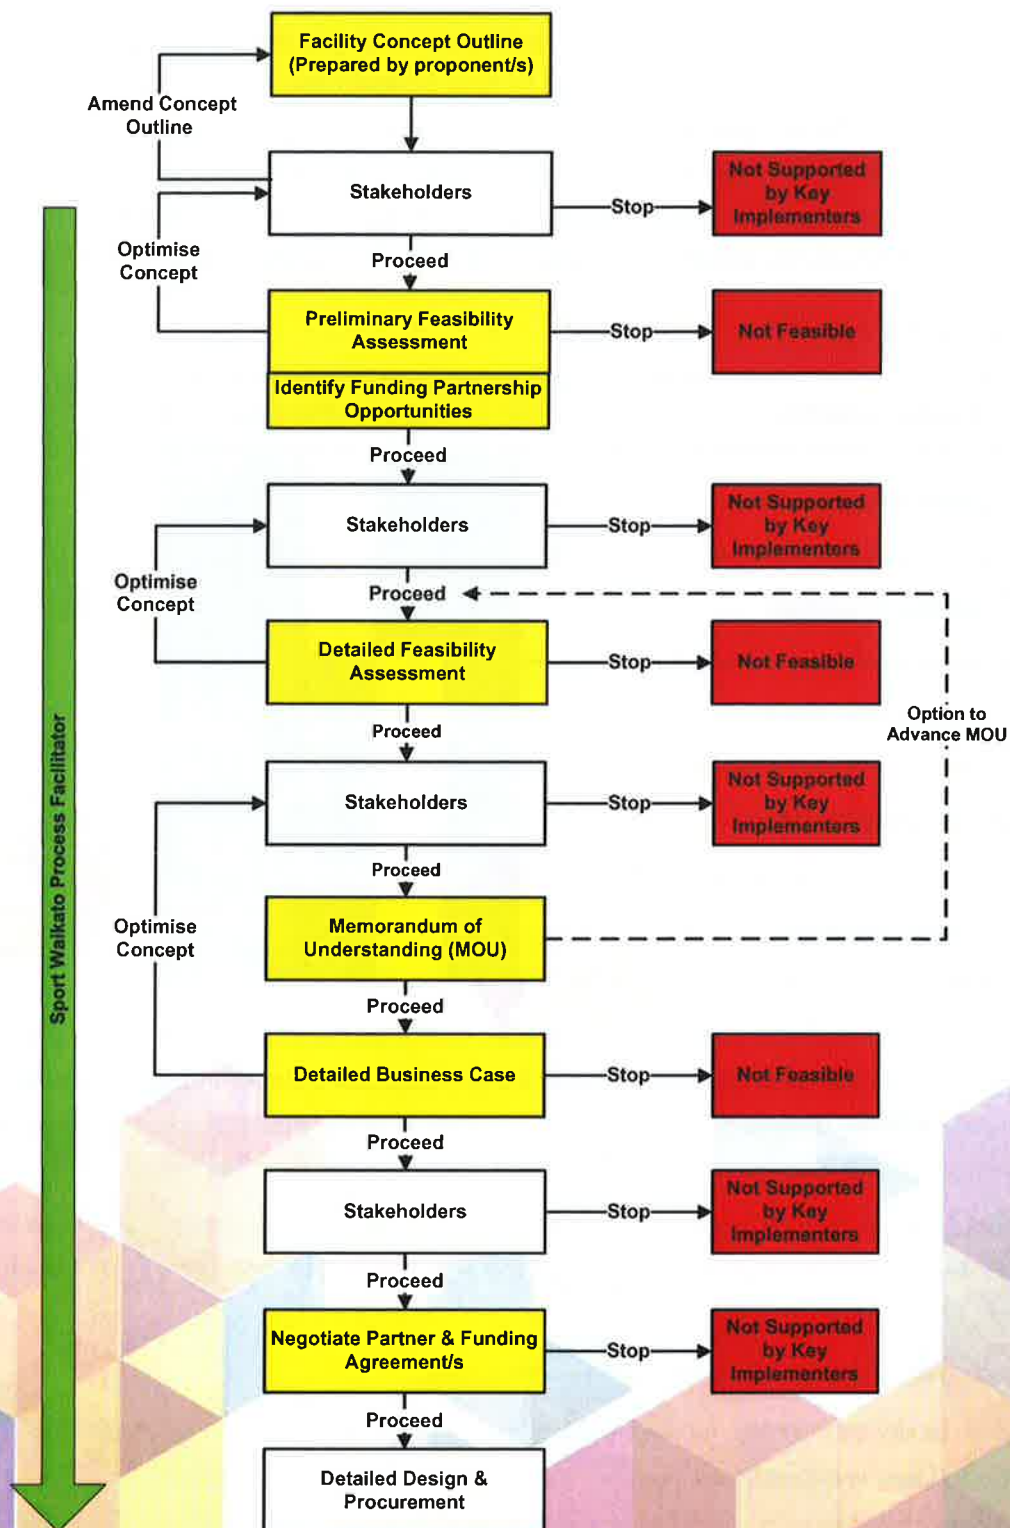 Facility Concept Outline
(Prepared by proponent/s)
Amend Concept
Outline
Stakeholders
Stop
Not Supported
by Key
Implementers
Optimise
Concept
Proceed
Preliminary Feasibility
Assessment
Stop
Not Feasible
Identify Funding Partnership
Opportunities
Proceed
Stakeholders
Stop
Not Supported
by Key
Implementers
Optimise
Concept
Proceed
Detailed Feasibility
Assessment
Stop
Not Feasible
Option to
Advance MOU
Proceed
Stakeholders
Stop
Not Supported
by Key
Implementers
Proceed
Optimise
Concept
Memorandum of
Understanding (MOU)
Proceed
Detailed Business Case
Stop
Not Feasible
Proceed
Stakeholders
Stop
Not Supported
by Key
Implementers
Proceed
Negotiate Partner & Funding
Agreement/s
Stop
Not Supported
by Key
Implementers
Proceed
Detailed Design &
Procurement
Sport Waikato Process Facilitator